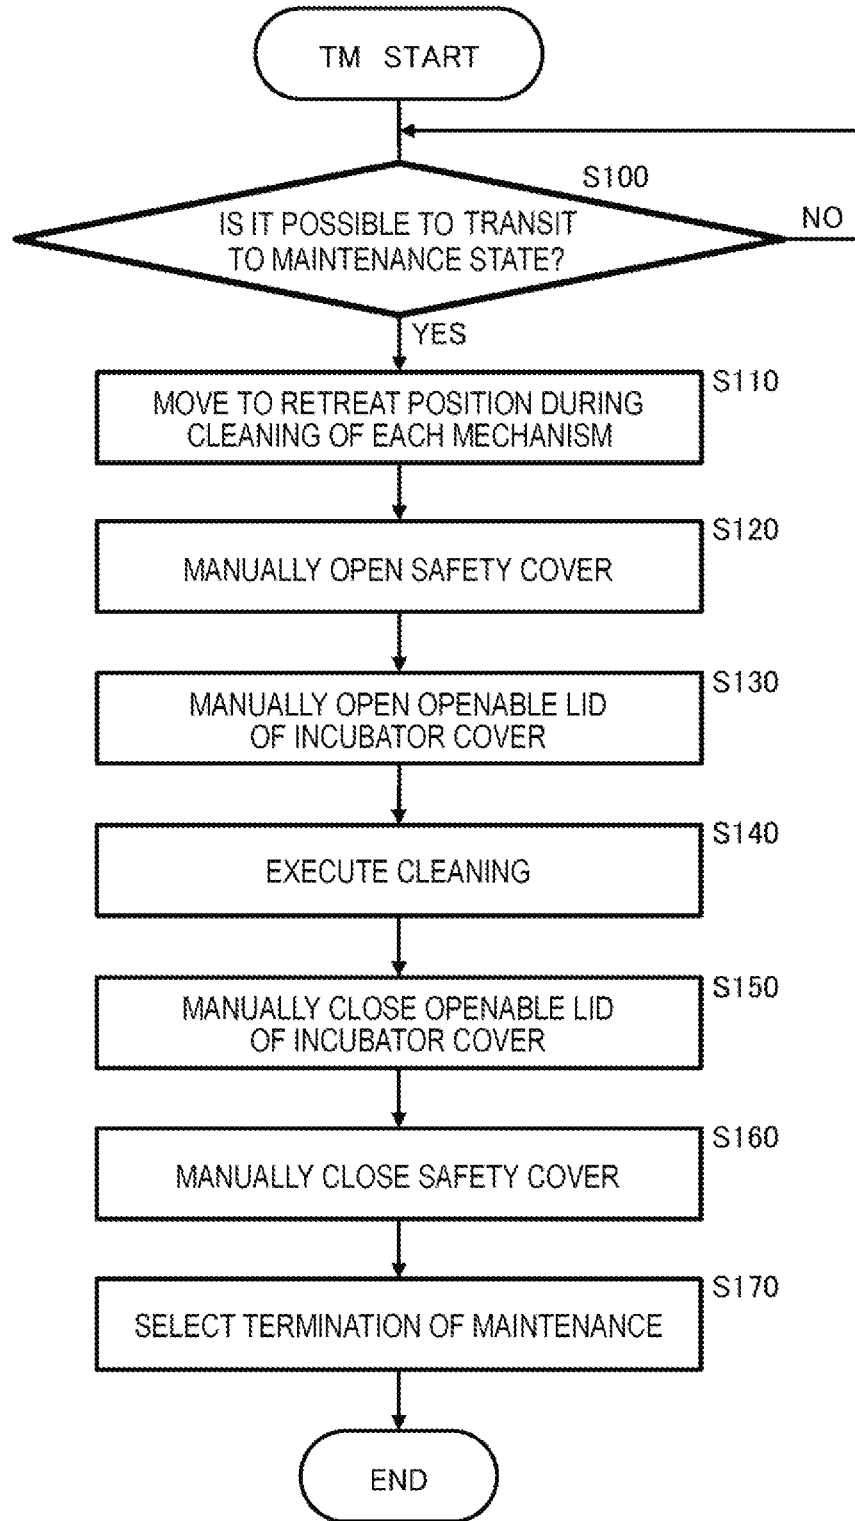 TM START
S100
IS IT POSSIBLE TO TRANSIT
TO MAINTENANCE STATE?
NO
YES
S110
MOVE TO RETREAT POSITION DURING
CLEANING OF EACH MECHANISM
S120
MANUALLY OPEN SAFETY COVER
S130
MANUALLY OPEN OPENABLE LID
OF INCUBATOR COVER
S140
EXECUTE CLEANING
S150
MANUALLY CLOSE OPENABLE LID
OF INCUBATOR COVER
S160
MANUALLY CLOSE SAFETY COVER
S170
SELECT TERMINATION OF MAINTENANCE
END